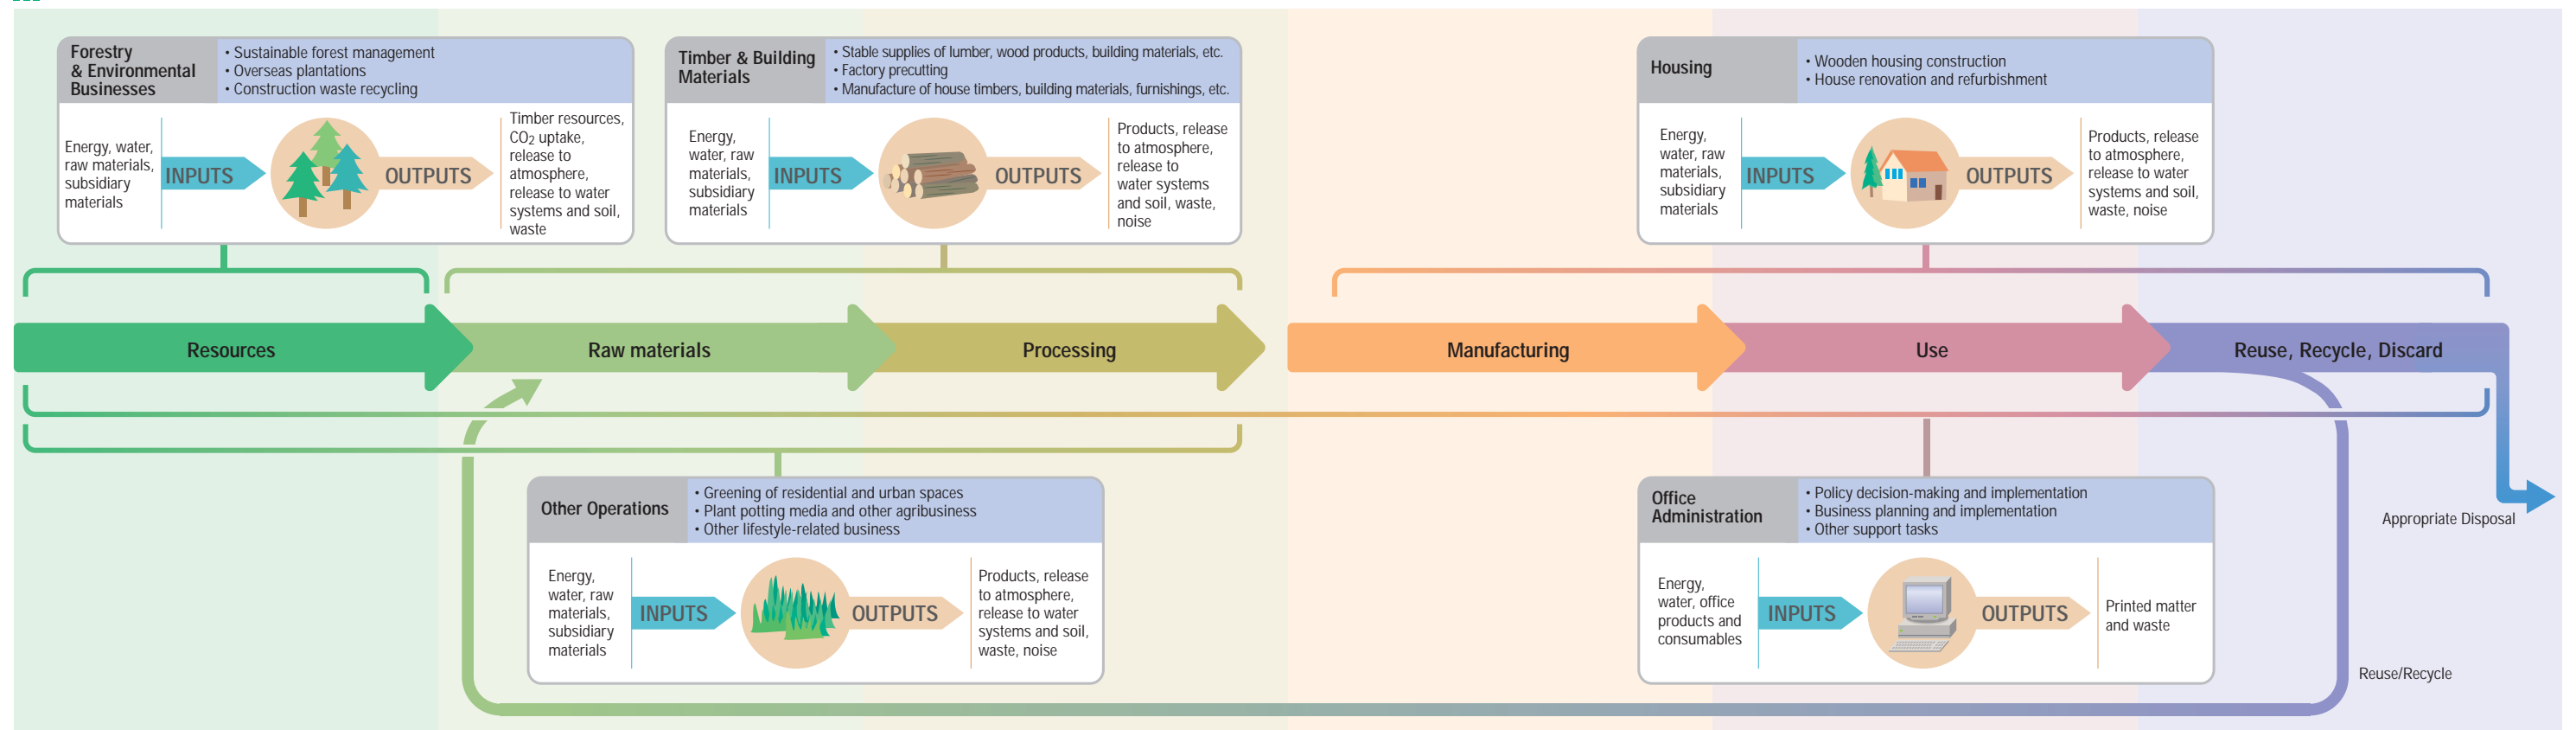 Forestry
& Environmental
Businesses
• Sustainable forest management
• Overseas plantations
• Construction waste recycling
Energy, water,
raw materials,
subsidiary
materials
INPUTS
OUTPUTS
Timber resources,
CO2 uptake,
release to
atmosphere,
release to water
systems and soil,
waste
Timber & Building
Materials
• Stable supplies of lumber, wood products, building materials, etc.
• Factory precutting
• Manufacture of house timbers, building materials, furnishings, etc.
Energy,
water, raw
materials,
subsidiary
materials
INPUTS
OUTPUTS
Products, release
to atmosphere,
release to
water systems
and soil, waste,
noise
Housing
• Wooden housing construction
• House renovation and refurbishment
Energy,
water, raw
materials,
subsidiary
materials
INPUTS
OUTPUTS
Products, release
to atmosphere,
release to water
systems and soil,
waste, noise
Resources
Raw materials
Processing
Manufacturing
Use
Reuse, Recycle, Discard
Other Operations
• Greening of residential and urban spaces
• Plant potting media and other agribusiness
• Other lifestyle-related business
Energy,
water, raw
materials,
subsidiary
materials
INPUTS
OUTPUTS
Products, release
to atmosphere,
release to water
systems and soil,
waste, noise
Office
Administration
• Policy decision-making and implementation
• Business planning and implementation
• Other support tasks
Energy,
water, office
products and
consumables
INPUTS
OUTPUTS
Printed matter
and waste
Appropriate Disposal
Reuse/Recycle